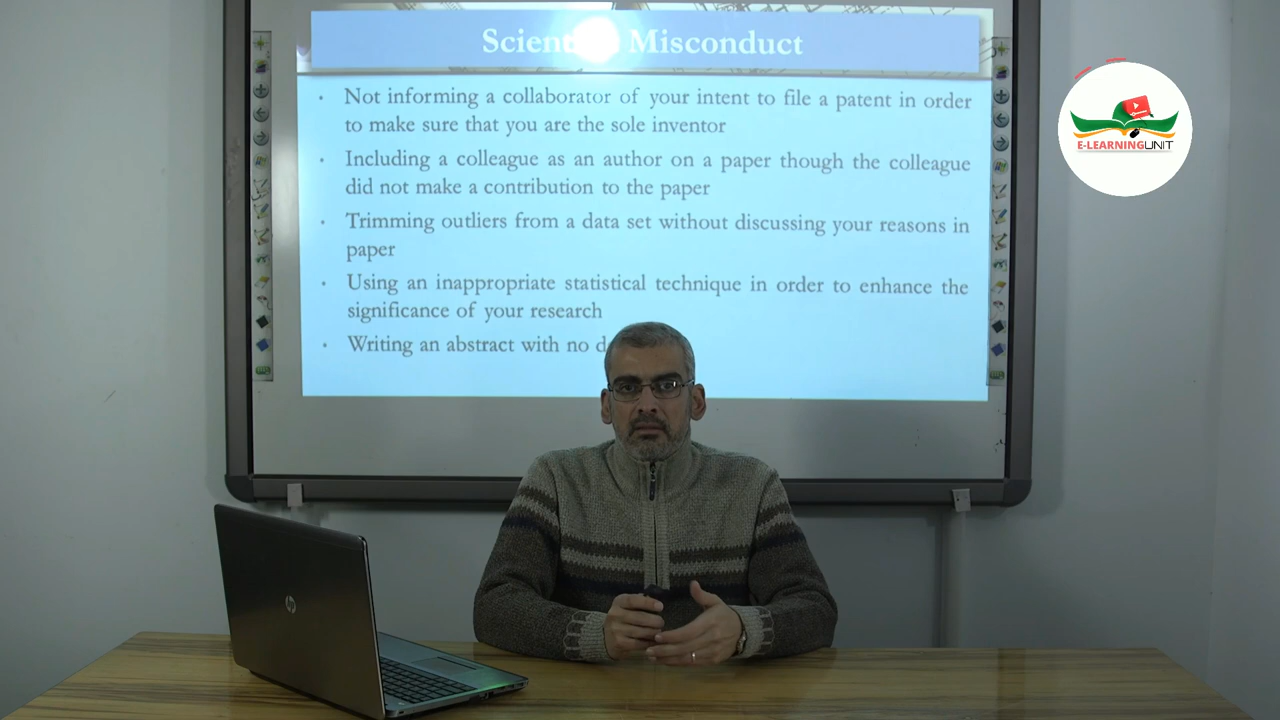 Misconduct
Not informing a collaborator of your intent to file a patent in order
to make sure that you are the sole inventor
Including a colleague as an author on a paper though the colleague
did not make a contribution to the paper
Trimming outliers from a data set without discussing your reasons in
paper
Using an inappropriate statistical technique in order to enhance the
significance of your research
Writing an abstract with no
E-LEARNINGUNIT
hp